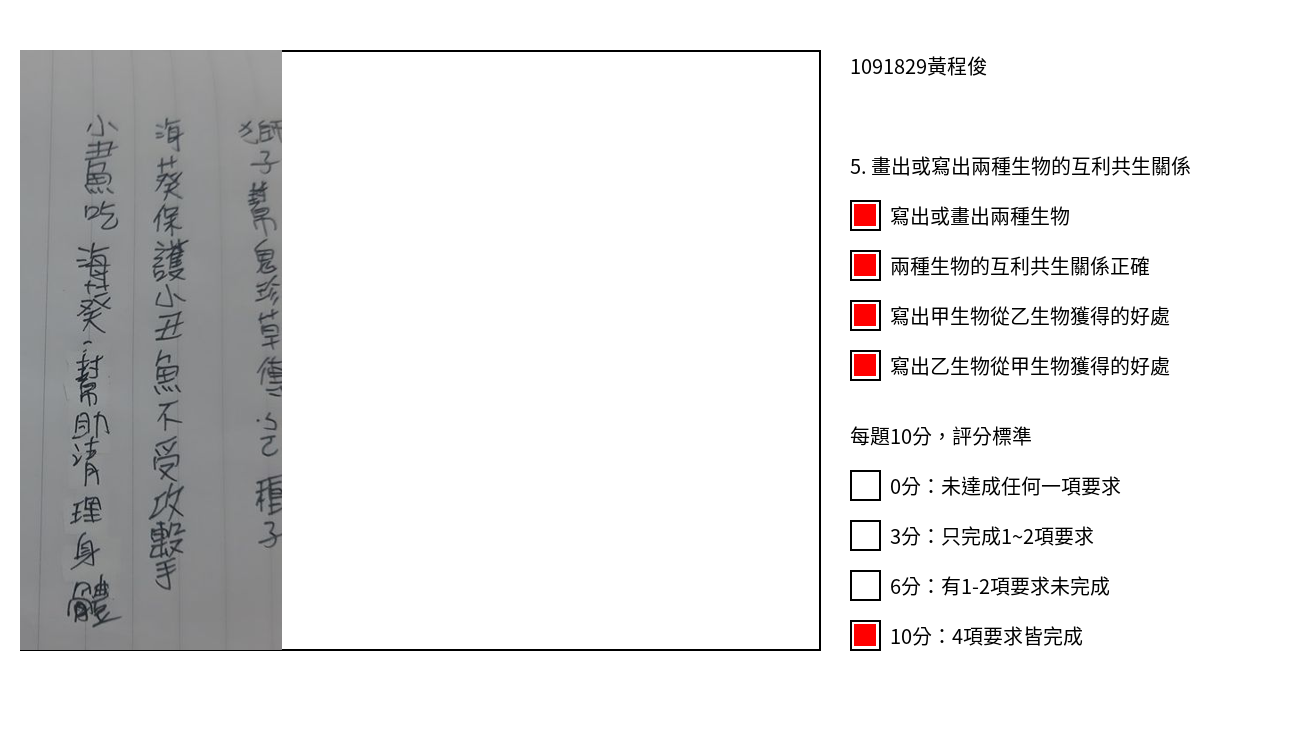 獅子幫鬼珍草傳 種子
海葵保護小丑魚不受攻擊
小 吃海葵幫助清理身體
1091829黃程俊
5. 畫出或寫出兩種生物的互利共生關係
寫出或畫出兩種生物
兩種生物的互利共生關係正確
寫出甲生物從乙生物獲得的好處
寫出乙生物從甲生物獲得的好處
每題10分，評分標準
0分：未達成任何一項要求
3分：只完成1~2項要求
6分：有1-2項要求未完成
10分：4項要求皆完成